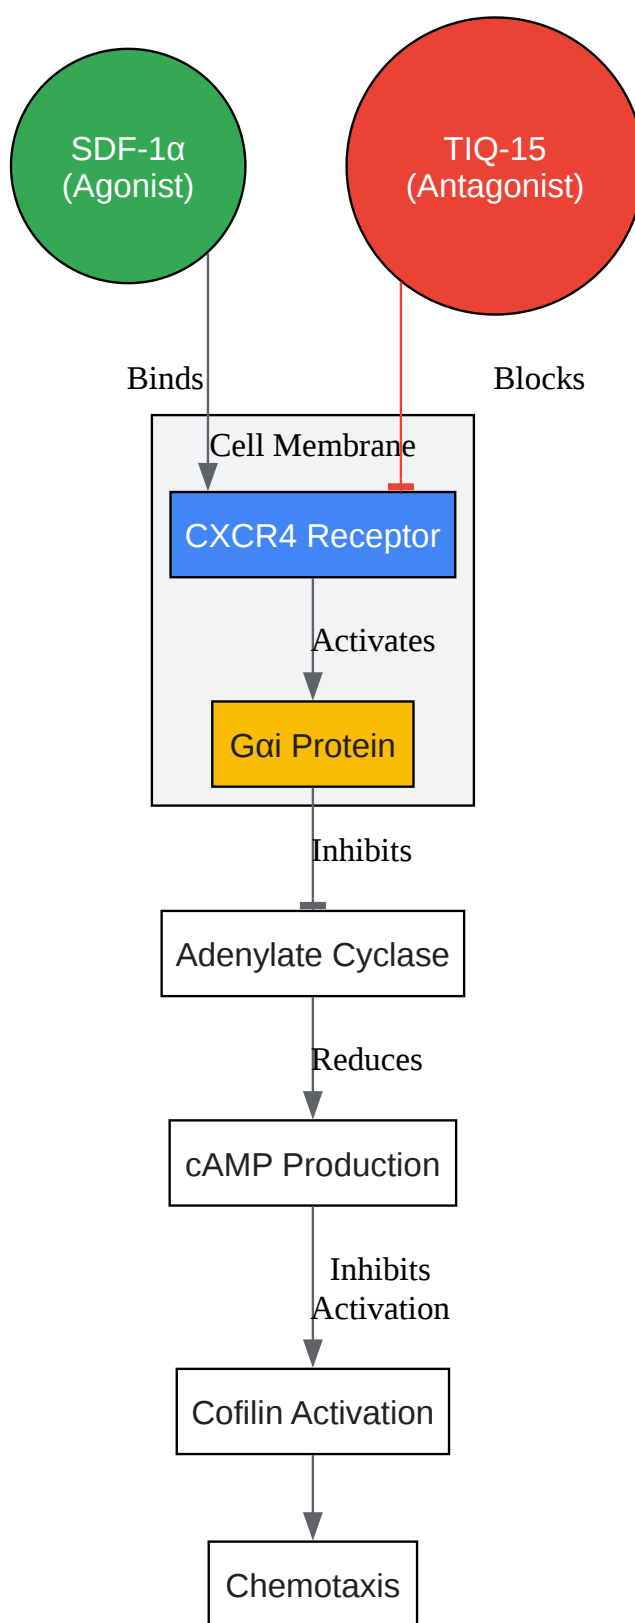 SDF-1α
(Agonist)
TIQ-15
(Antagonist)
Binds
Blocks
Cell Membrane
CXCR4 Receptor
Activates
Gαi Protein
Inhibits
Adenylate Cyclase
Reduces
cAMP Production
Inhibits
Activation
Cofilin Activation
Chemotaxis